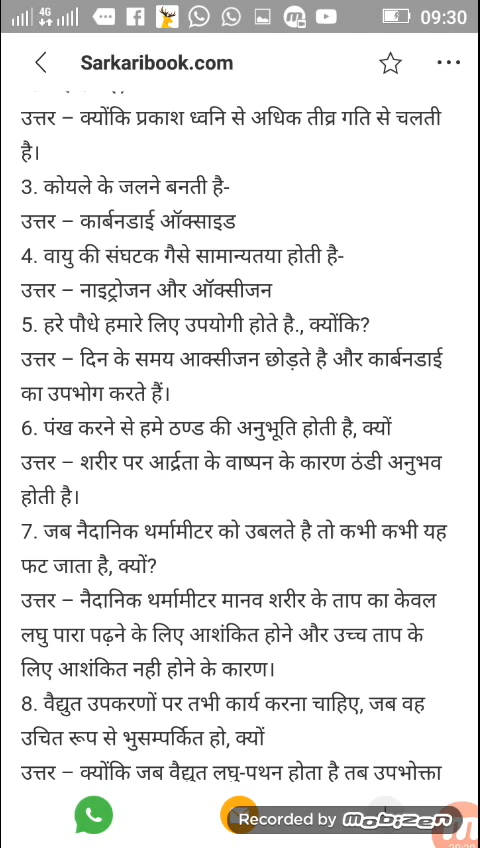 4G
09:30
Sarkaribook.com
उत्तर – क्योंकि प्रकाश ध्वनि से अधिक तीव्र गति से चलती
है।
3. कोयले के जलने बनती है-
उत्तर – कार्बनडाई ऑक्साइड
4. वायु की संघटक गैसे सामान्यतया होती है-
उत्तर – नाइट्रोजन और ऑक्सीजन
5. हरे पौधे हमारे लिए उपयोगी होते है., क्योंकि?
उत्तर – दिन के समय आक्सीजन छोड़ते है और कार्बनडाई
का उपभोग करते हैं।
6. पंख करने से हमे ठण्ड की अनुभूति होती है, क्यों
उत्तर – शरीर पर आर्द्रता के वाष्पन के कारण ठंडी अनुभव
होती है।
7. जब नैदानिक थर्मामीटर को उबलते है तो कभी कभी यह
फट जाता है, क्यों?
उत्तर – नैदानिक थर्मामीटर मानव शरीर के ताप का केवल
लघु पारा पढ़ने के लिए आशंकित होने और उच्च ताप के
लिए आशंकित नही होने के कारण।
8. वैद्युत उपकरणों पर तभी कार्य करना चाहिए, जब वह
उचित रूप से भुसम्पर्कित हो, क्यों
उत्तर – क्योंकि जब वैद्युत लघु-पथन होता है तब उपभोक्ता
Recorded by mobizen